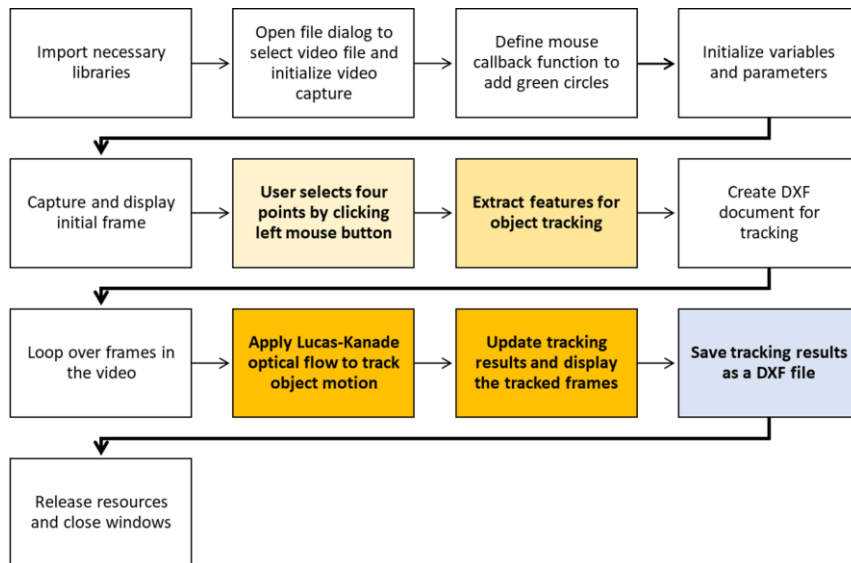 Import necessary
libraries
Open file dialog to
select video file and
initialize video
capture
Define mouse
callback function to
add green circles
Initialize variables
and parameters
Capture and display
initial frame
User selects four
points by clicking
left mouse button
Extract features for
object tracking
Create DXF
document for
tracking
Loop over frames in
the video
Apply Lucas-Kanade
optical flow to track
object motion
Update tracking
results and display
the tracked frames
Save tracking results
as a DXF file
Release resources
and close windows